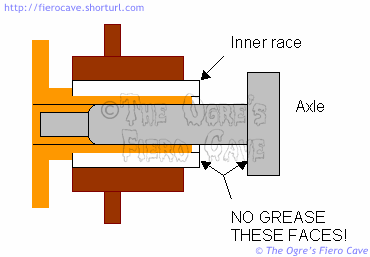 http://fierocave.shorturl.com
Inner race
©The Ogre's
Fiero Cave
Axle
NO GREASE
THESE FACES!
© The Ogre's Fiero Cave